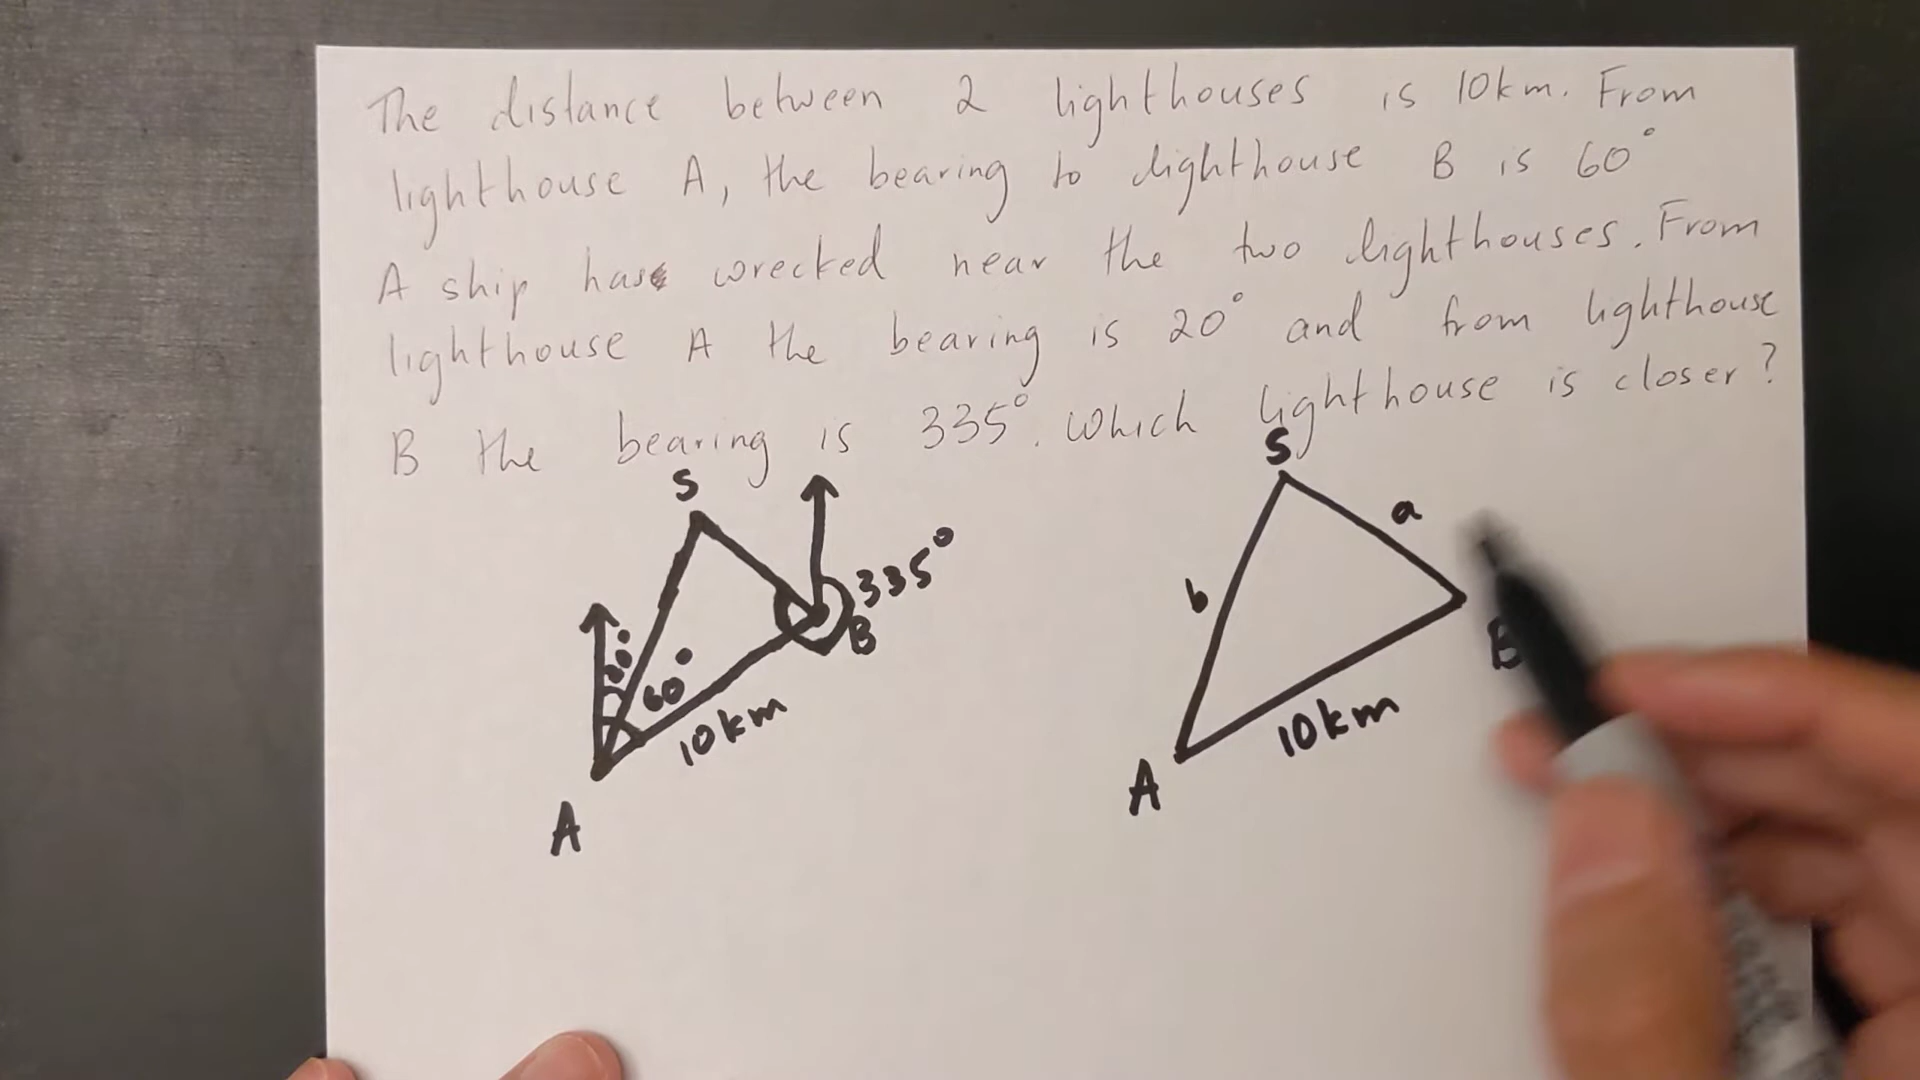 The distance between 2 lighthouses is 10km. From
lighthouse A, the bearing to lighthouse B is 60°
A ship has wrecked near the two lighthouses. From
lighthouse A the bearing is 20° and from lighthouse
B the bearing is 335°. Which lighthouse is closer?
S
335°
B
20°
60°
10km
A
S
a
b
B
10km
A